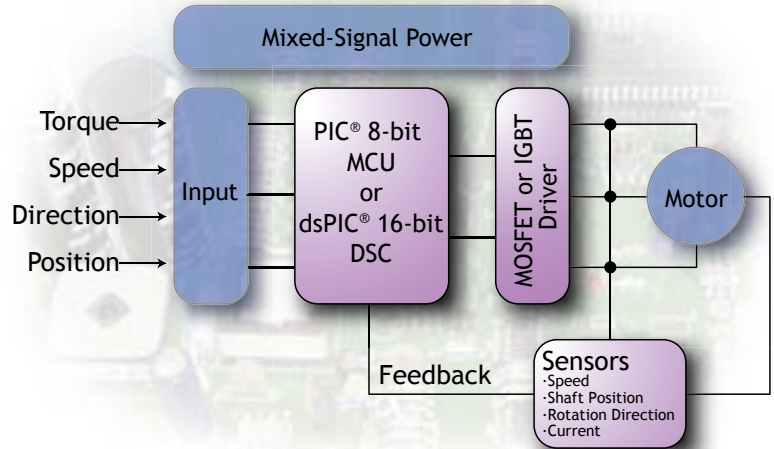 Mixed-Signal Power
Torque
Speed
Direction
Position
Input
PIC® 8-bit
MCU
or
dsPIC® 16-bit
DSC
MOSFET or IGBT
Driver
Motor
Feedback
Sensors
·Speed
·Shaft Position
·Rotation Direction
·Current